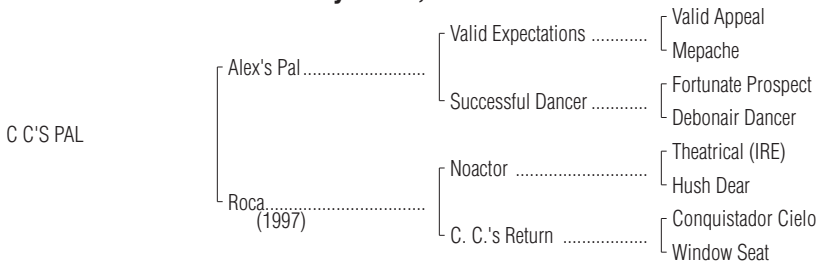 Valid Appeal
Valid Expectations ............
Mepache
Alex's Pal..........................
Fortunate Prospect
Successful Dancer ............
Debonair Dancer
C C'S PAL
Theatrical (IRE)
Noactor ............................
Hush Dear
Roca..................................
(1997)
Conquistador Cielo
C. C.'s Return ..................
Window Seat